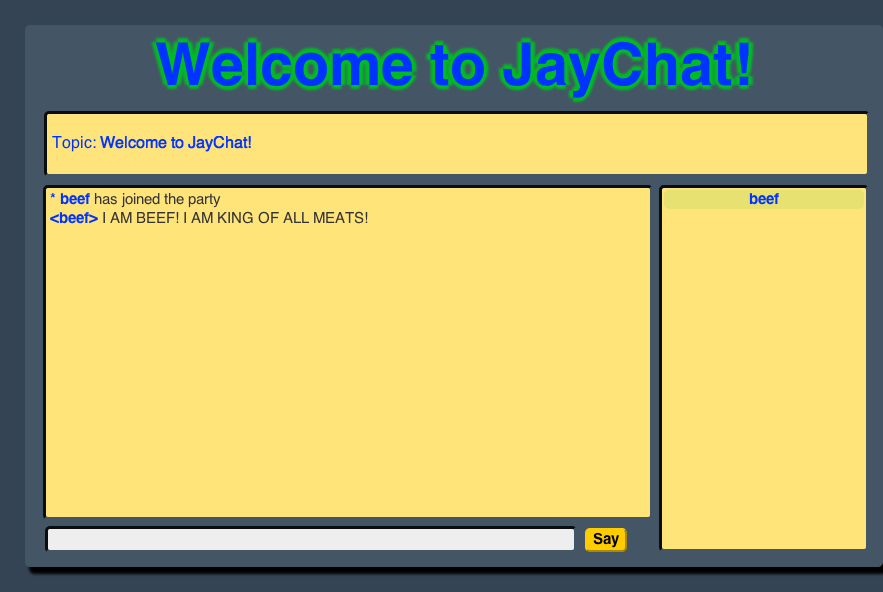 Welcome to JayChat!
Topic: Welcome to JayChat!
* beef has joined the party
<beef> I AM BEEF! I AM KING OF ALL MEATS!
beef
Say